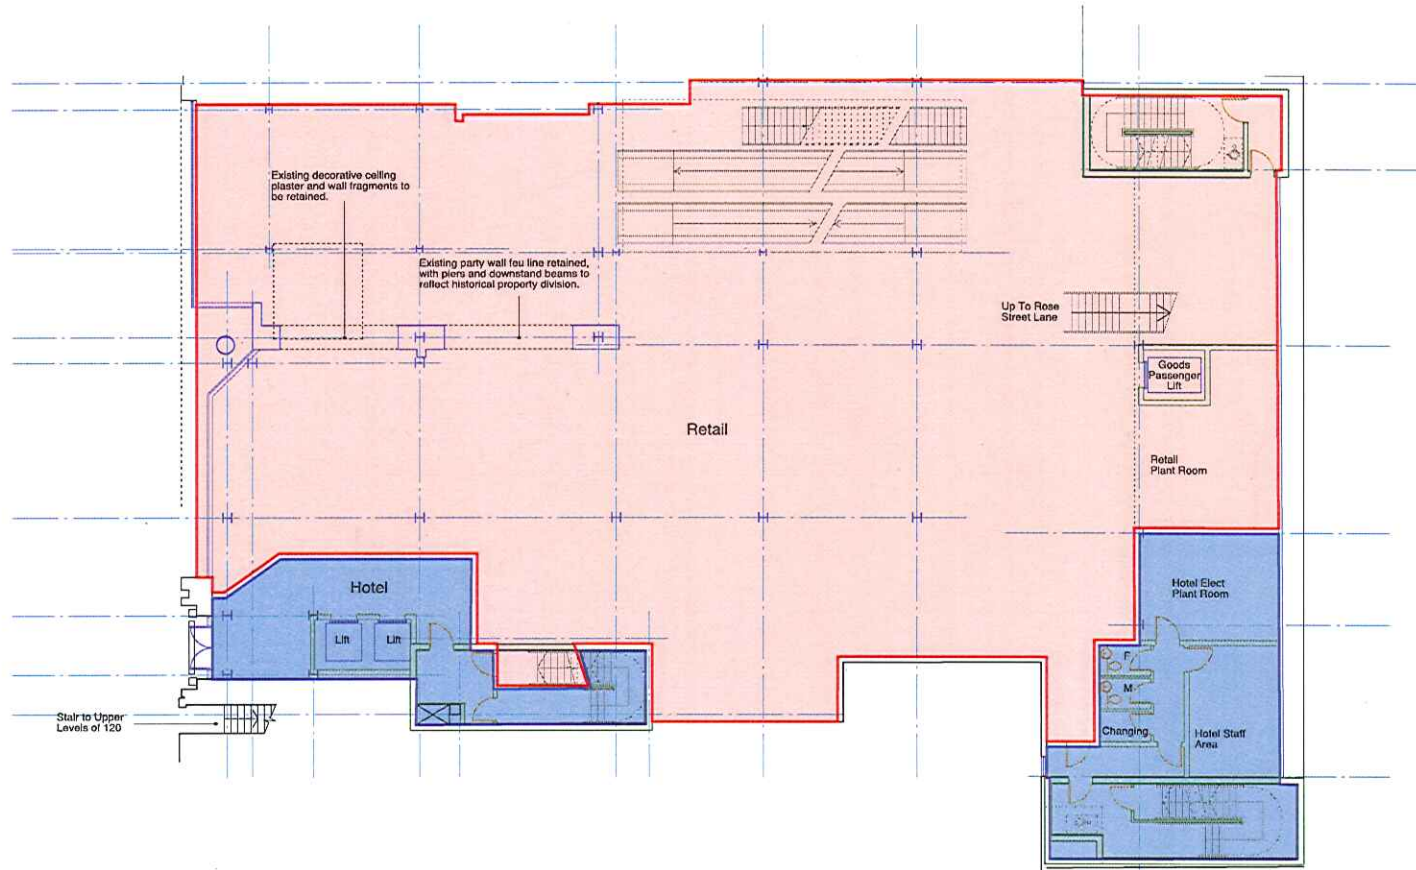 Existing decorative ceiling
plaster and wall fragments to
be retained.
Existing party wall feu line retained,
with piers and downstand beams to
reflect historical property division.
Up To Rose
Street Lane
Goods
Passenger
Lift
Retail
Retail
Plant Room
Hotel
Lift
Lift
Hotel Elect
Plant Room
F
M
Changing
Hotel Staff
Area
Stair to Upper
Levels of 120